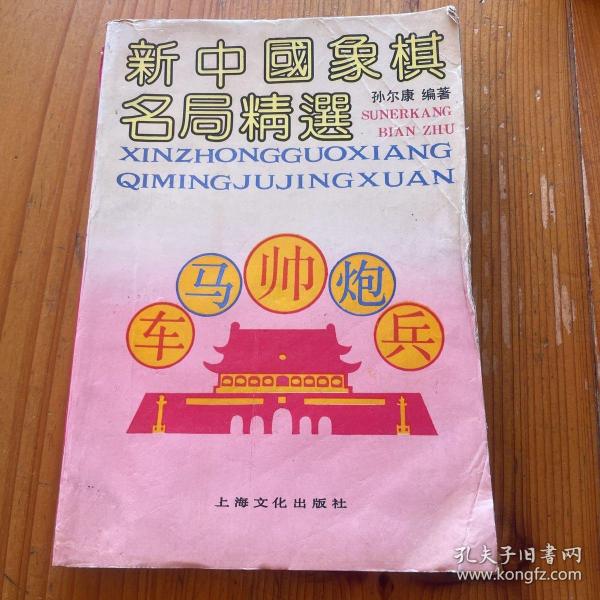 新中國象棋
名局精選
孙尔康 编著
SUNERKANG
BIAN ZHU
XINZHONGGUOXIANG
QIMINGJUJINGXUAN
车马帅炮兵
上海文化出版社
孔夫子旧书网
www.kongfz.com